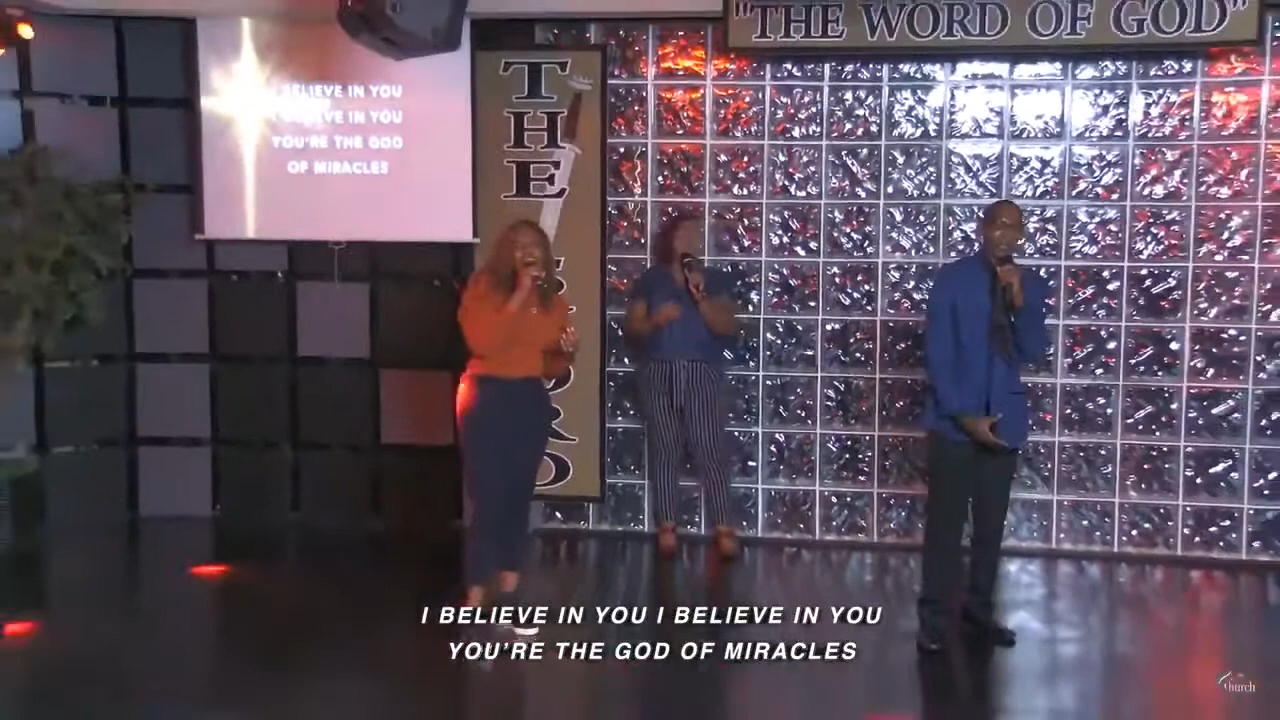 "THE WORD OF GOD"
BELIEVE IN YOU
BELIEVE IN YOU
YOU'RE THE GOD
OF MIRACLES
THE
I BELIEVE IN YOU I BELIEVE IN YOU
YOU'RE THE GOD OF MIRACLES
church